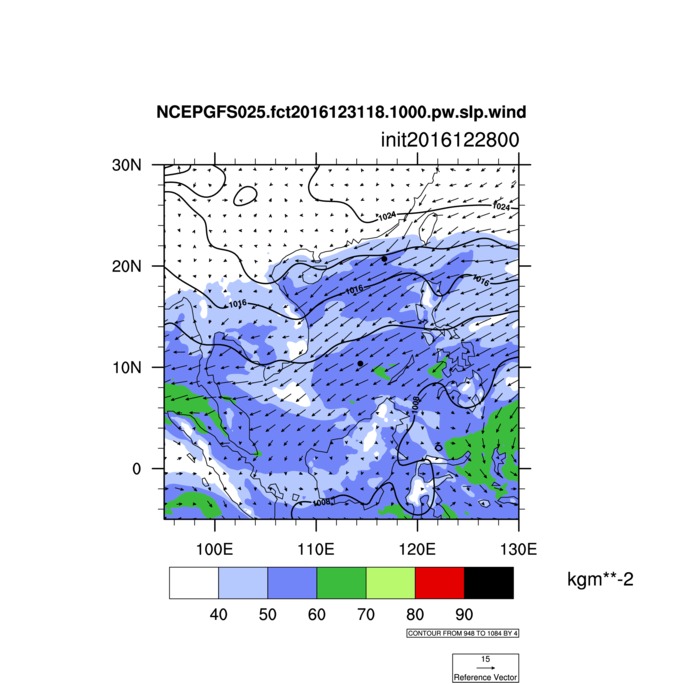 NCEPGFS025.fct2016123118.1000.pw.slp.wind
init2016122800
30N
1024
1024
20N
1016
1016
1016
10N
1008
0
1008
100E
110E
120E
130E
kgm**-2
40
50
60
70
80
90
CONTOUR FROM 948 TO 1084 BY 4
15
Reference Vector